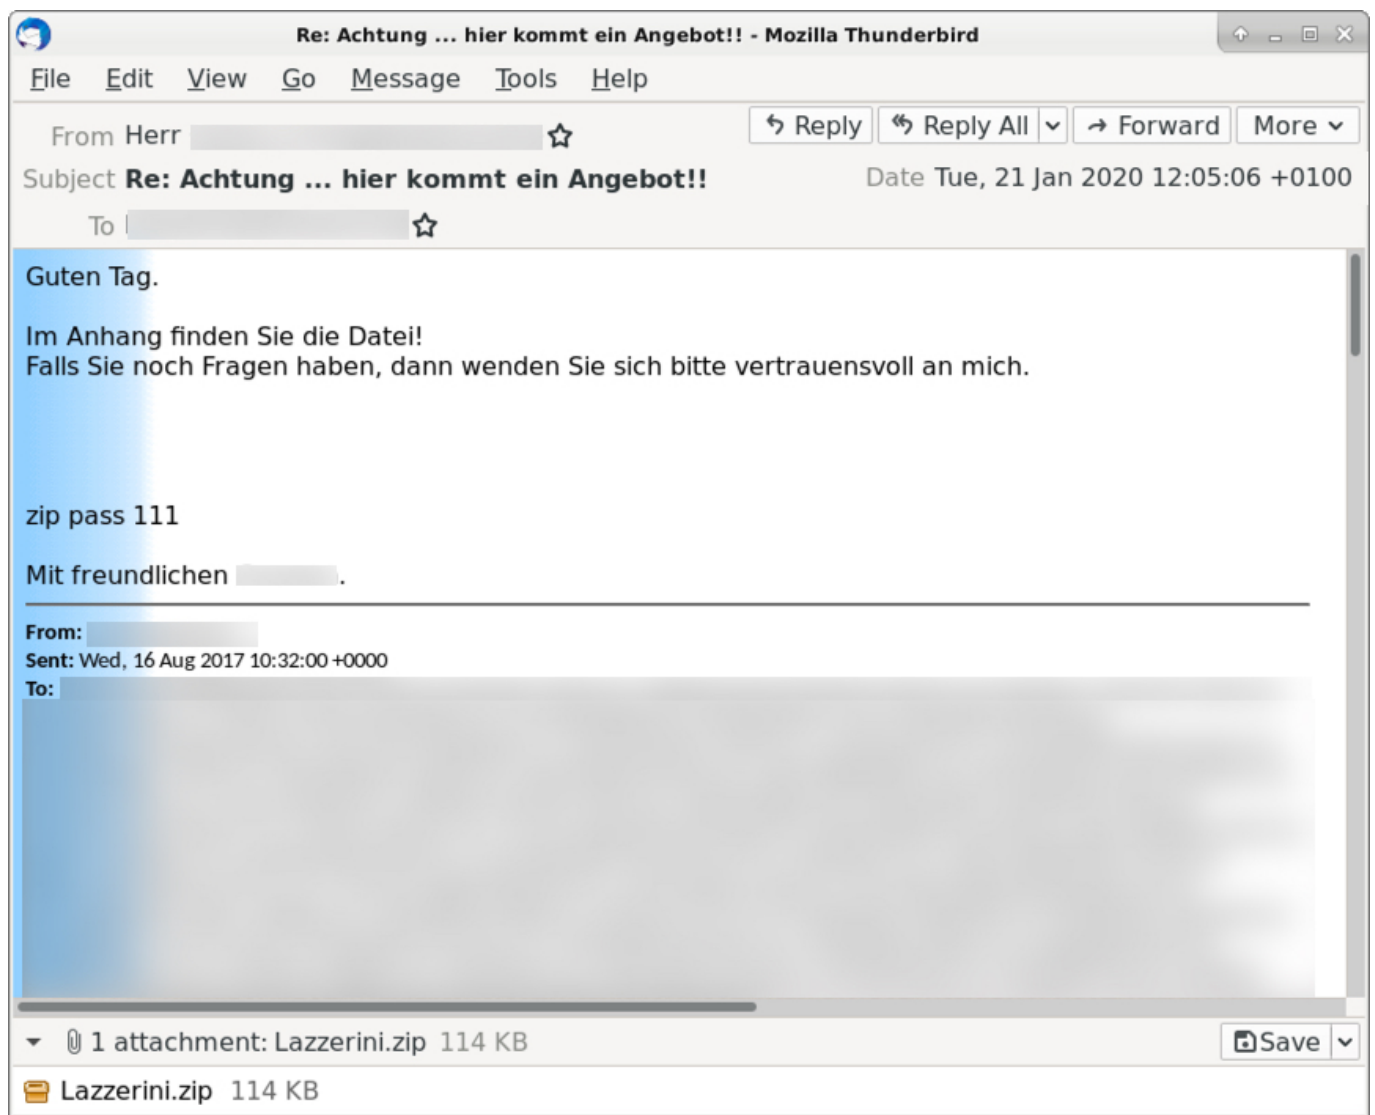 Re: Achtung ... hier kommt ein Angebot!! - Mozilla Thunderbird
File Edit View Go Message Tools Help
From Herr
Reply Reply All Forward More
Subject Re: Achtung ... hier kommt ein Angebot!!
Date Tue, 21 Jan 2020 12:05:06 +0100
To
Guten Tag.
Im Anhang finden Sie die Datei!
Falls Sie noch Fragen haben, dann wenden Sie sich bitte vertrauensvoll an mich.
zip pass 111
Mit freundlichen .
From:
Sent: Wed, 16 Aug 2017 10:32:00 +0000
To:
1 attachment: Lazzerini.zip 114 KB
Save
Lazzerini.zip 114 KB